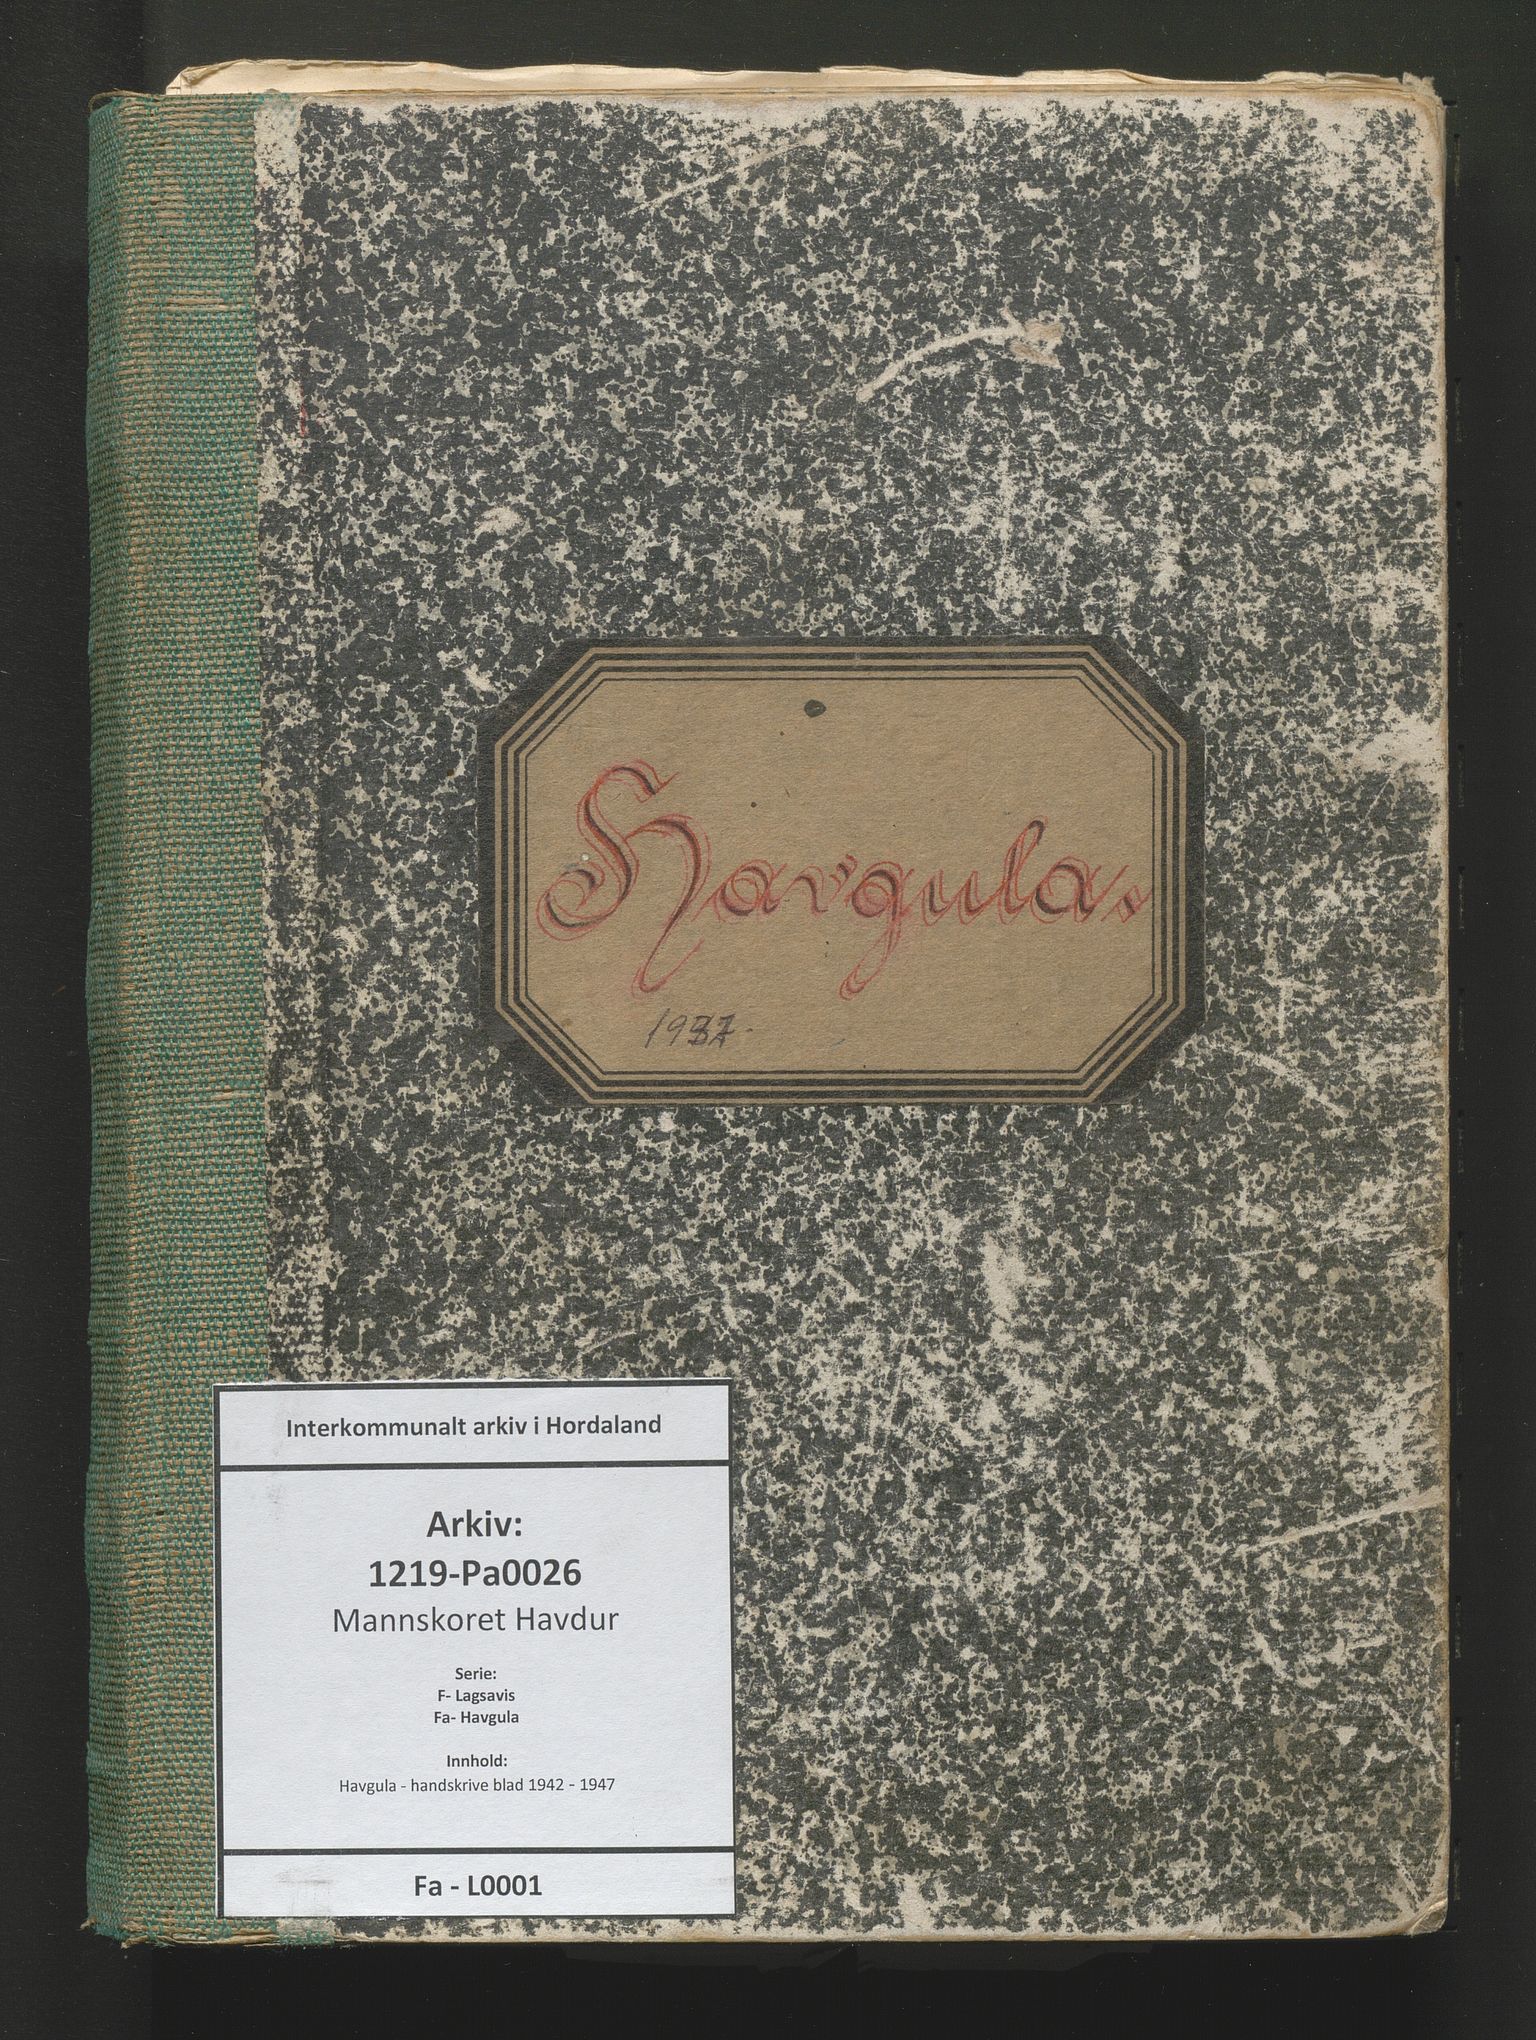 Havgula.
Interkommunalt arkiv i Hordaland
Arkiv:
1219-Pa0026
Mannskoret Havdur
Serie:
F- Lagsavis
Fa- Havgula
Innhold:
Havgula - handskrive blad 1942 - 1947
Fa - L0001